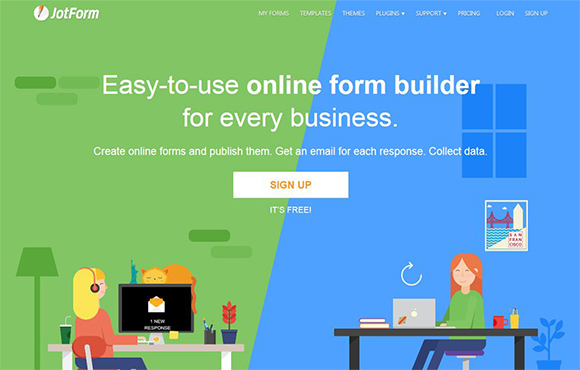 JotForm
MY FORMS TEMPLATES THEMES PLUGINS SUPPORT PRICING LOGIN SIGN UP
Easy-to-use online form builder
for every business.
Create online forms and publish them. Get an email for each response. Collect data.
SIGN UP
IT'S FREE!
SAN
FRAN
CISCO
1 NEW
RESPONSE